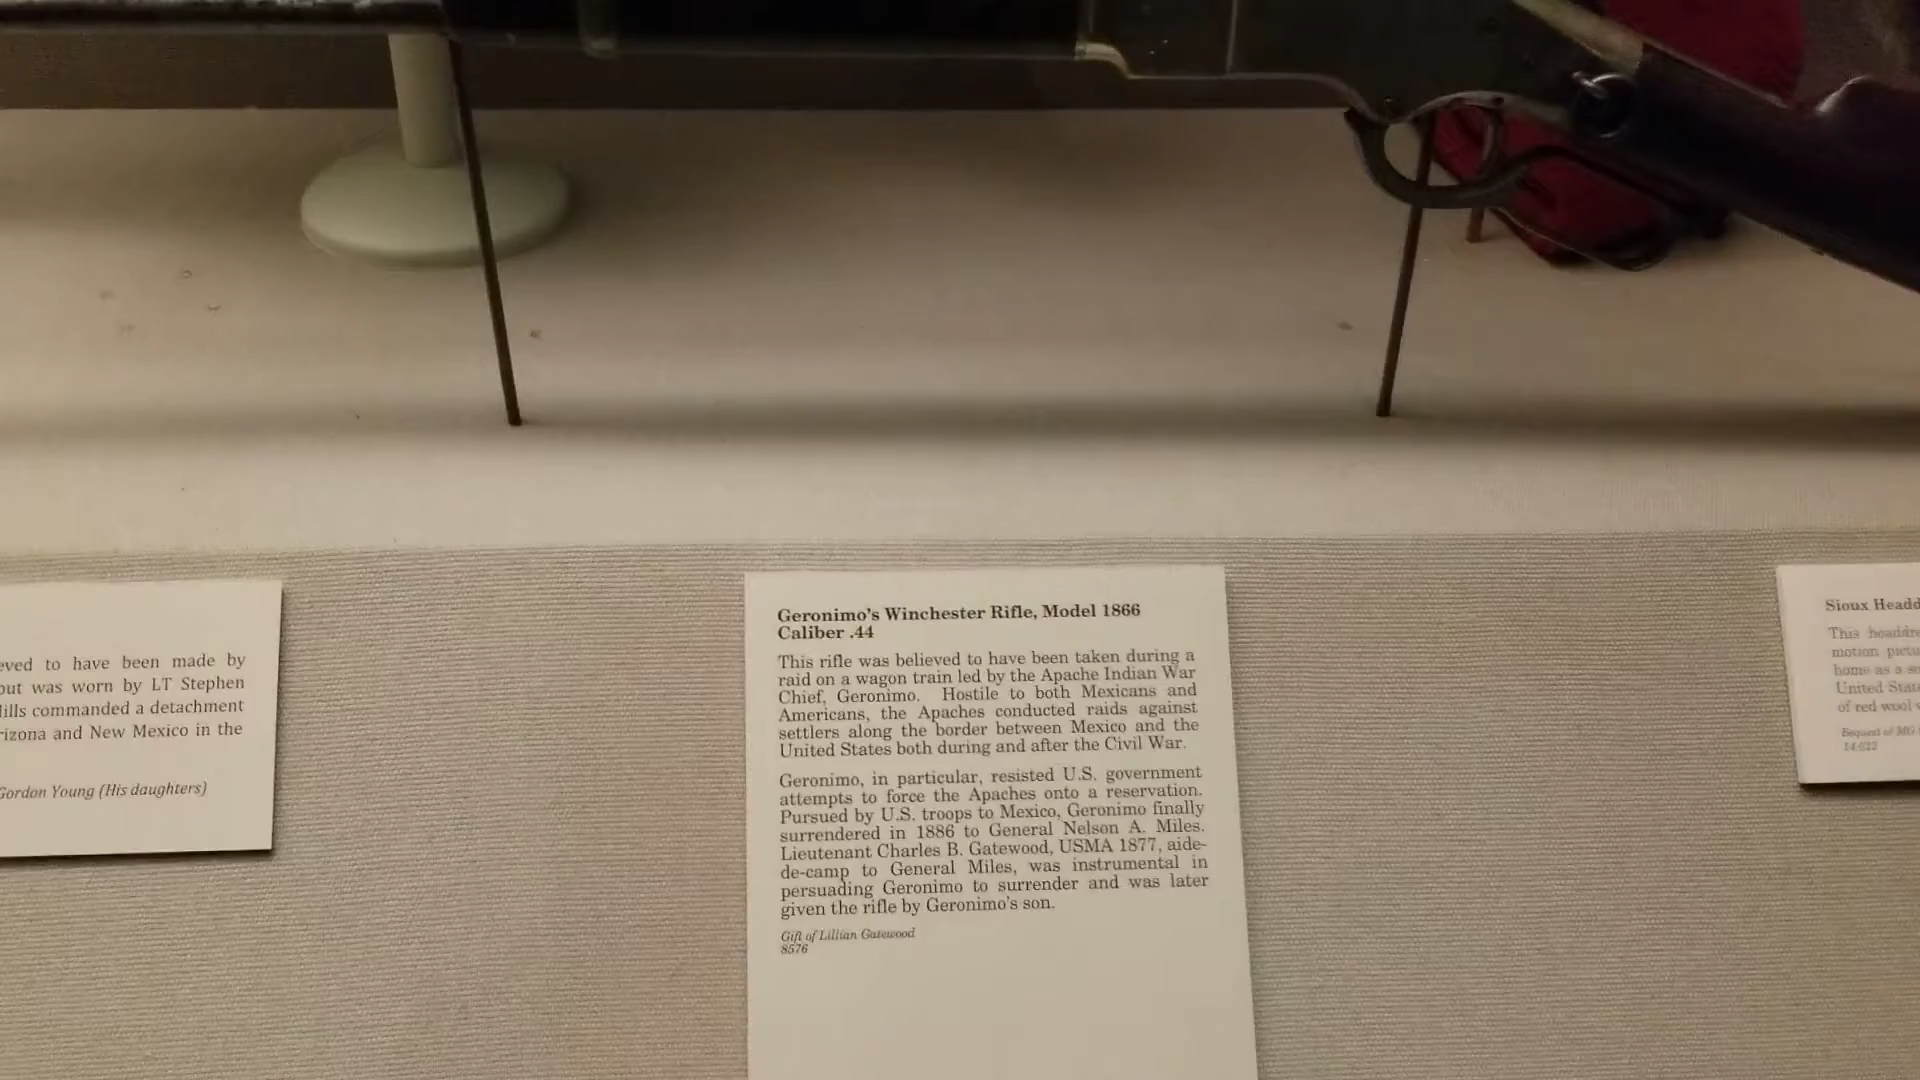 eved to have been made by
out was worn by LT Stephen
ills commanded a detachment
rizona and New Mexico in the
Gordon Young (His daughters)
Geronimo's Winchester Rifle, Model 1866
Caliber .44
This rifle was believed to have been taken during a
raid on a wagon train led by the Apache Indian War
Chief, Geronimo. Hostile to both Mexicans and
Americans, the Apaches conducted raids against
settlers along the border between Mexico and the
United States both during and after the Civil War.
Geronimo, in particular, resisted U.S. government
attempts to force the Apaches onto a reservation.
Pursued by U.S. troops to Mexico, Geronimo finally
surrendered in 1886 to General Nelson A. Miles.
Lieutenant Charles B. Gatewood, USMA 1877, aide-
de-camp to General Miles, was instrumental in
persuading Geronimo to surrender and was later
given the rifle by Geronimo's son.
Gift of Lillian Gatewood
8576
Sioux Headd
This headdre
motion pictu
home as a so
United Stat
of red wool
Bequest of MG